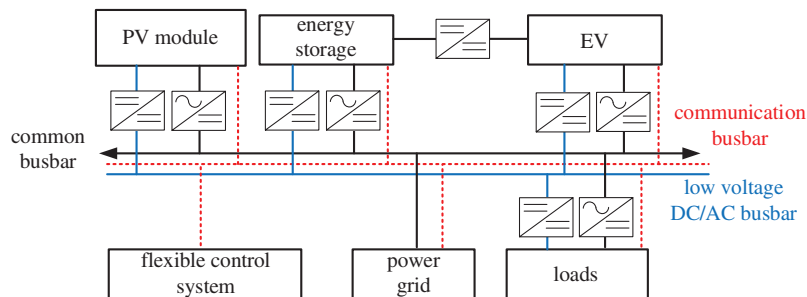 PV module
energy
storage
EV
common
busbar
communication
busbar
low voltage
DC/AC busbar
flexible control
system
power
grid
loads